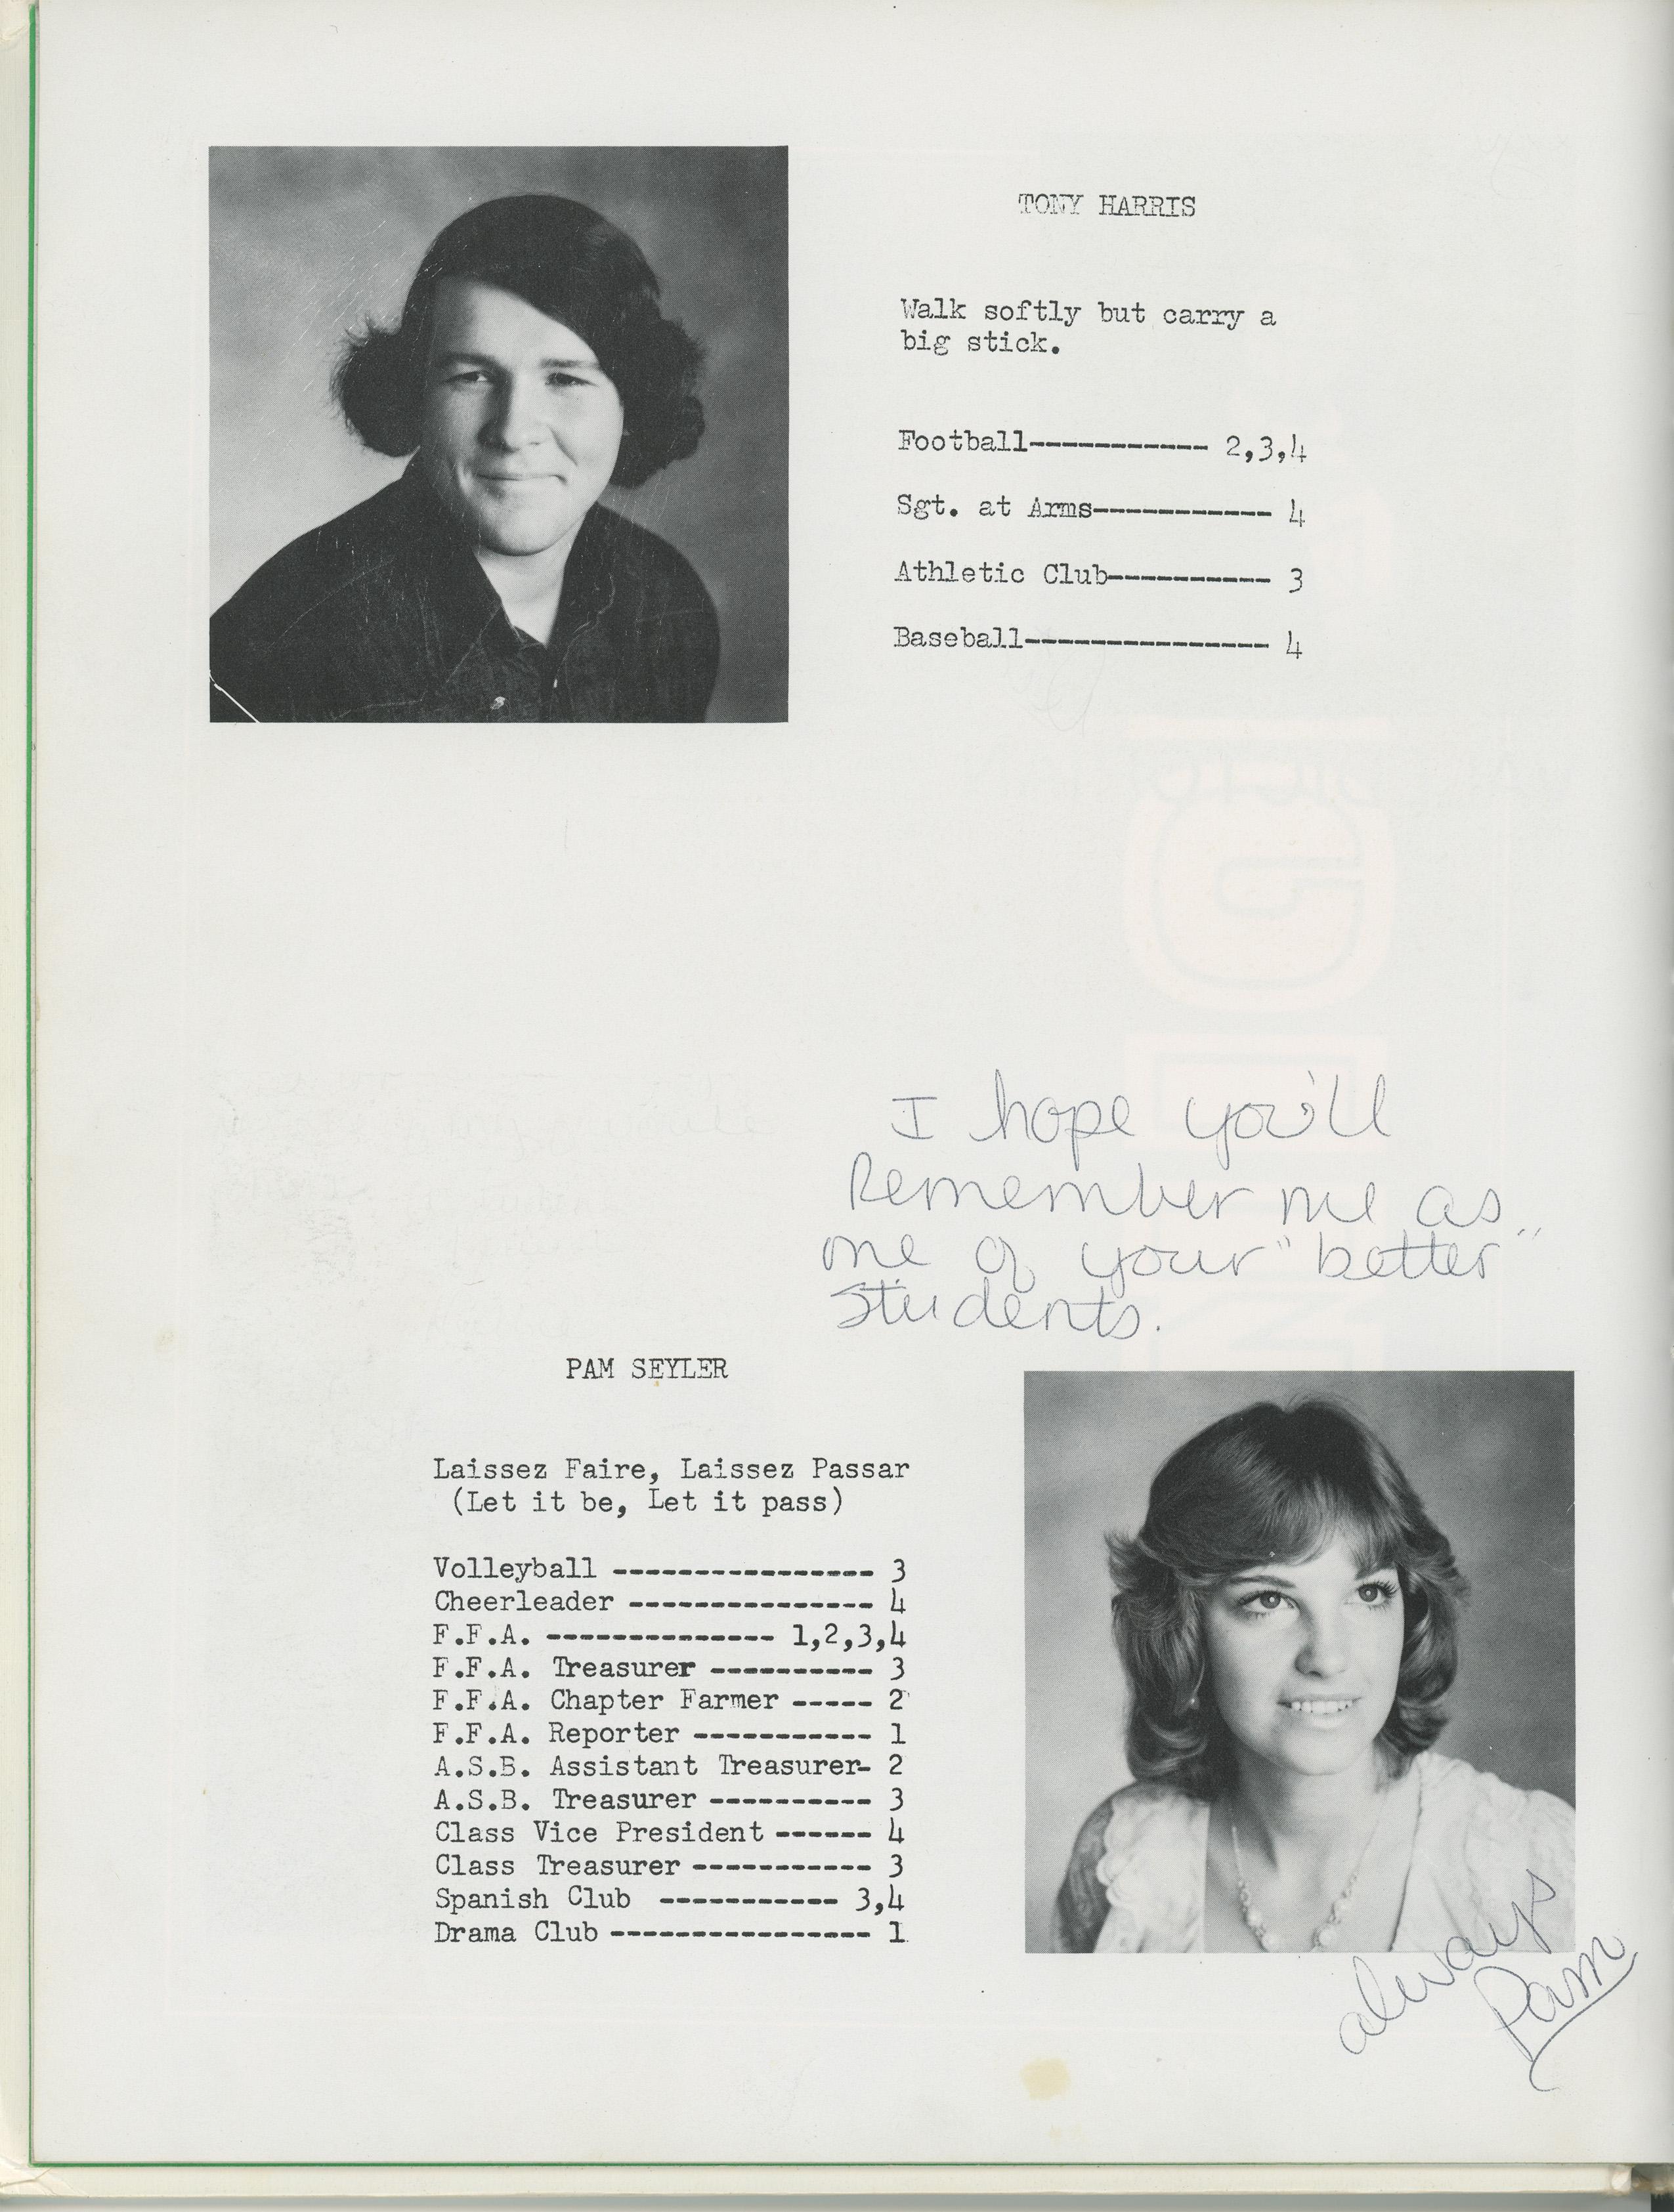 TONY HARRIS
Walk softly but carry a
big stick.
Football----------- 2,3,4
Sgt. at Arms----------- 4
Athletic Club---------- 3
Baseball--------------- 4
I hope you'll
Remember me as
one of your "better"
students.
PAM SEYLER
Laissez Faire, Laissez Passar
(Let it be, Let it pass)
Volleyball ---------------- 3
Cheerleader --------------- 4
F.F.A. -------------- 1,2,3,4
F.F.A. Treasurer ---------- 3
F.F.A. Chapter Farmer ----- 2
F.F.A. Reporter ----------- 1
A.S.B. Assistant Treasurer- 2
A.S.B. Treasurer ---------- 3
Class Vice President ------ 4
Class Treasurer ----------- 3
Spanish Club ----------- 3,4
Drama Club ---------------- 1
always
Pam